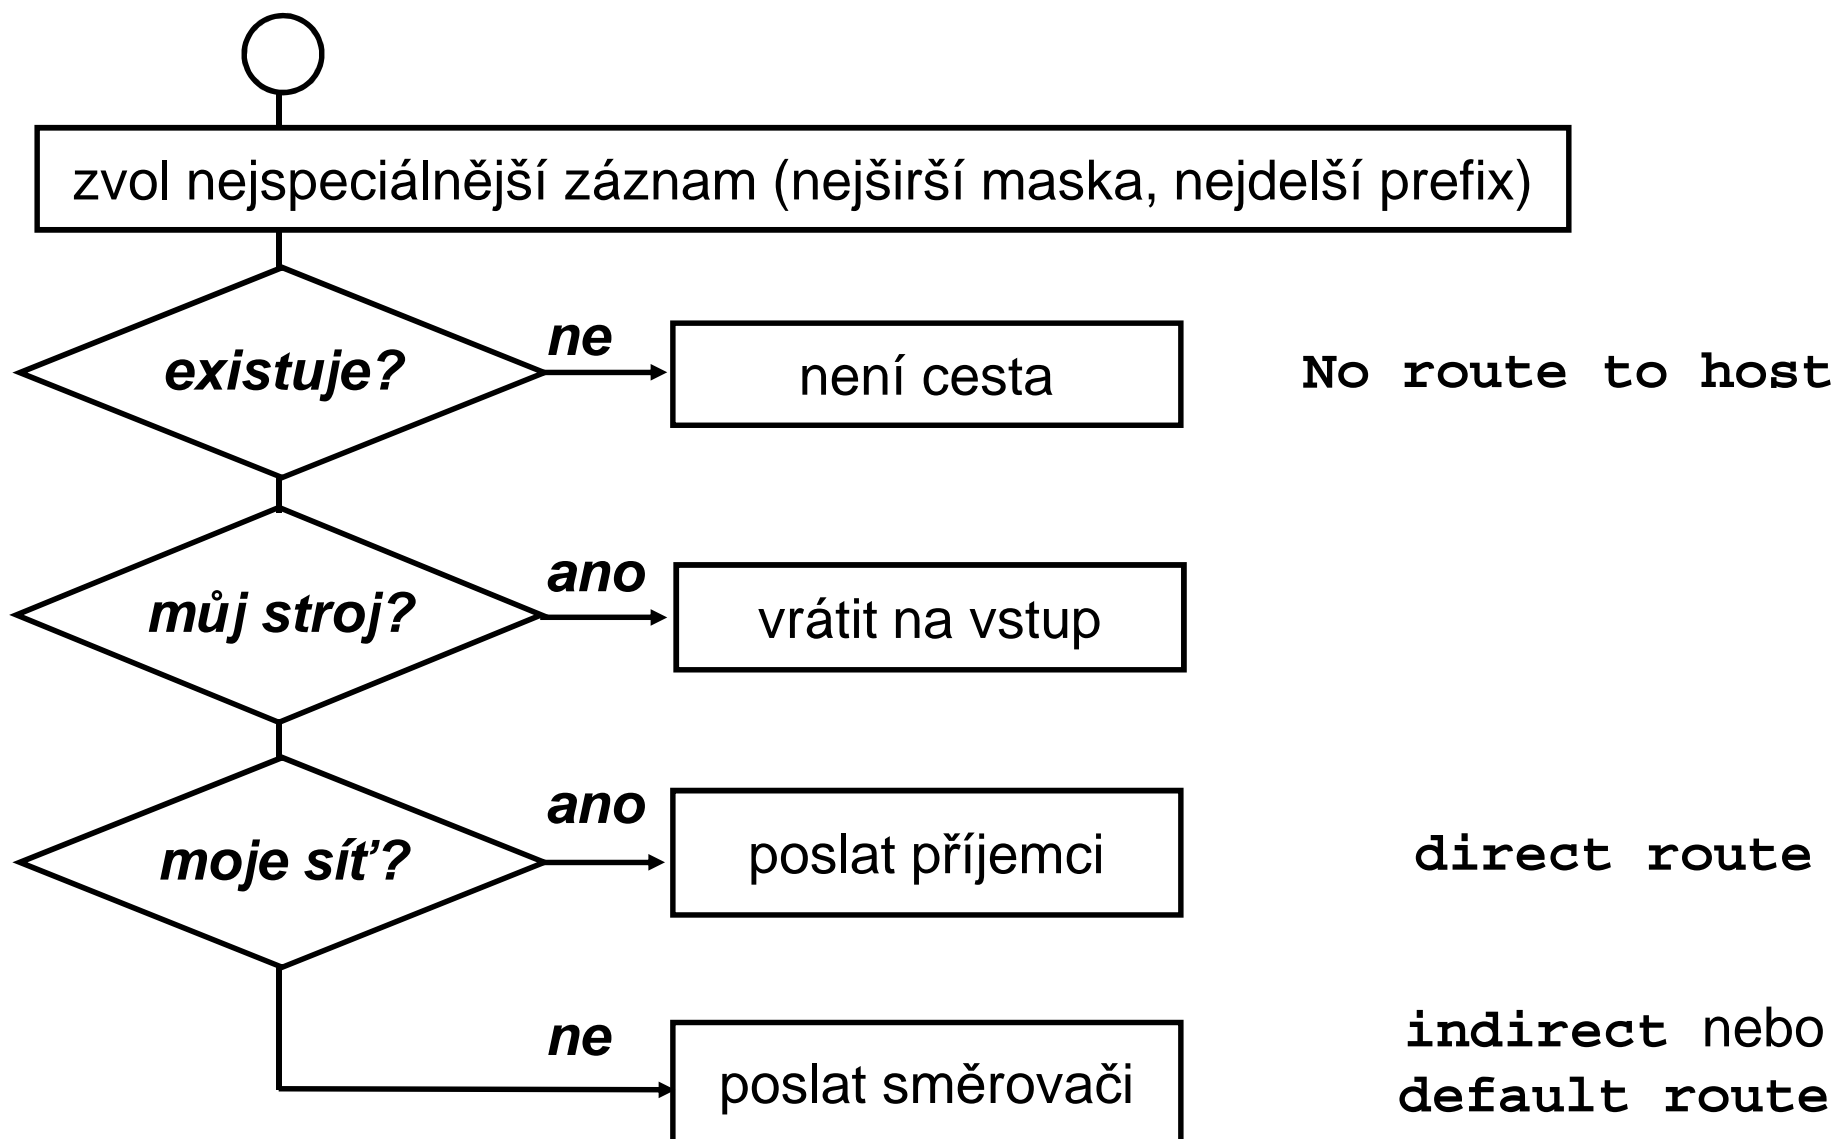 zvol nejspeciálnější záznam (nejširší maska, nejdelší prefix)
existuje?
ne
není cesta
No route to host
můj stroj?
ano
vrátit na vstup
moje síť?
ano
poslat příjemci
direct route
ne
poslat směrovači
indirect nebo
default route